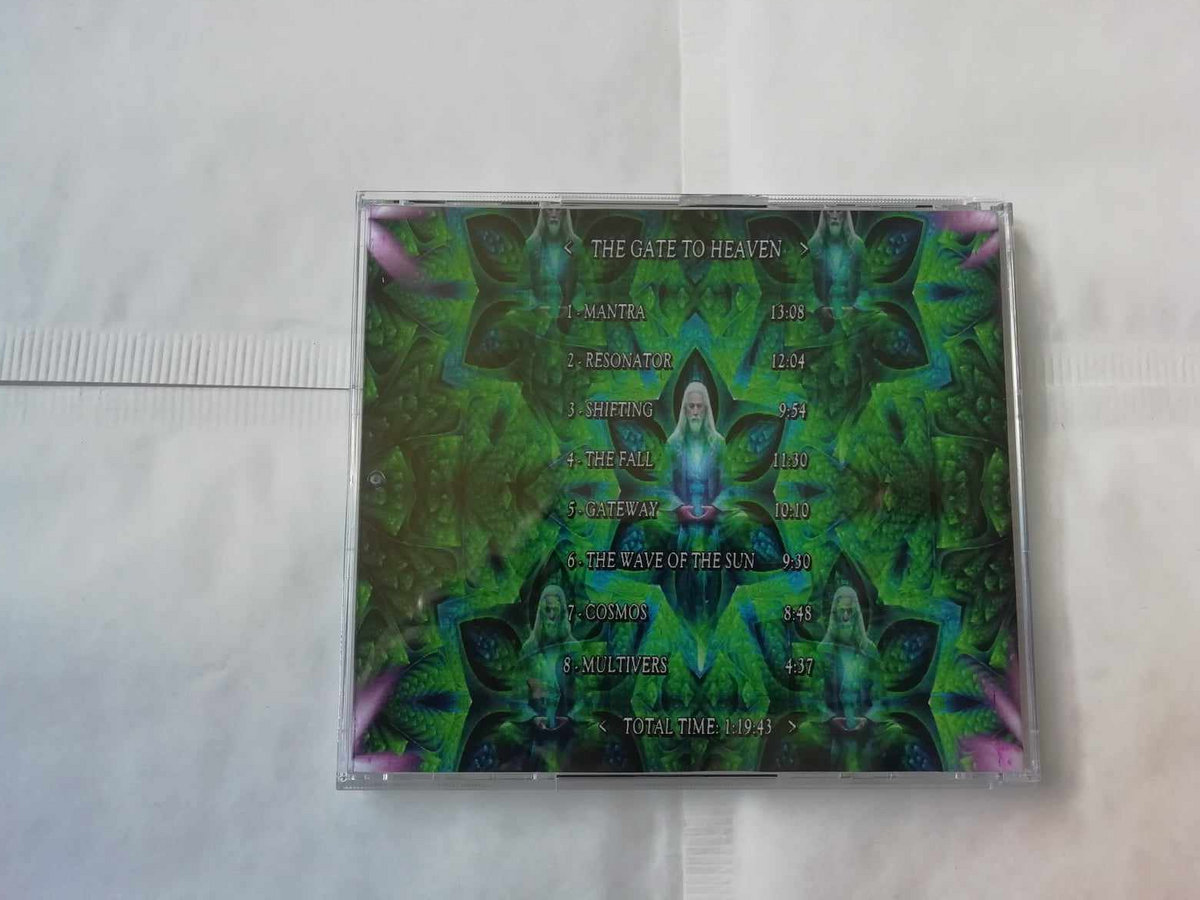 < THE GATE TO HEAVEN >
1 - MANTRA 13:08
2 - RESONATOR 12:04
3 - SHIFTING 9:54
4 - THE FALL 11:30
5 - GATEWAY 10:10
6 - THE WAVE OF THE SUN 9:30
7 - COSMOS 8:48
8 - MULTIVERS 4:37
< TOTAL TIME: 1:19:43 >